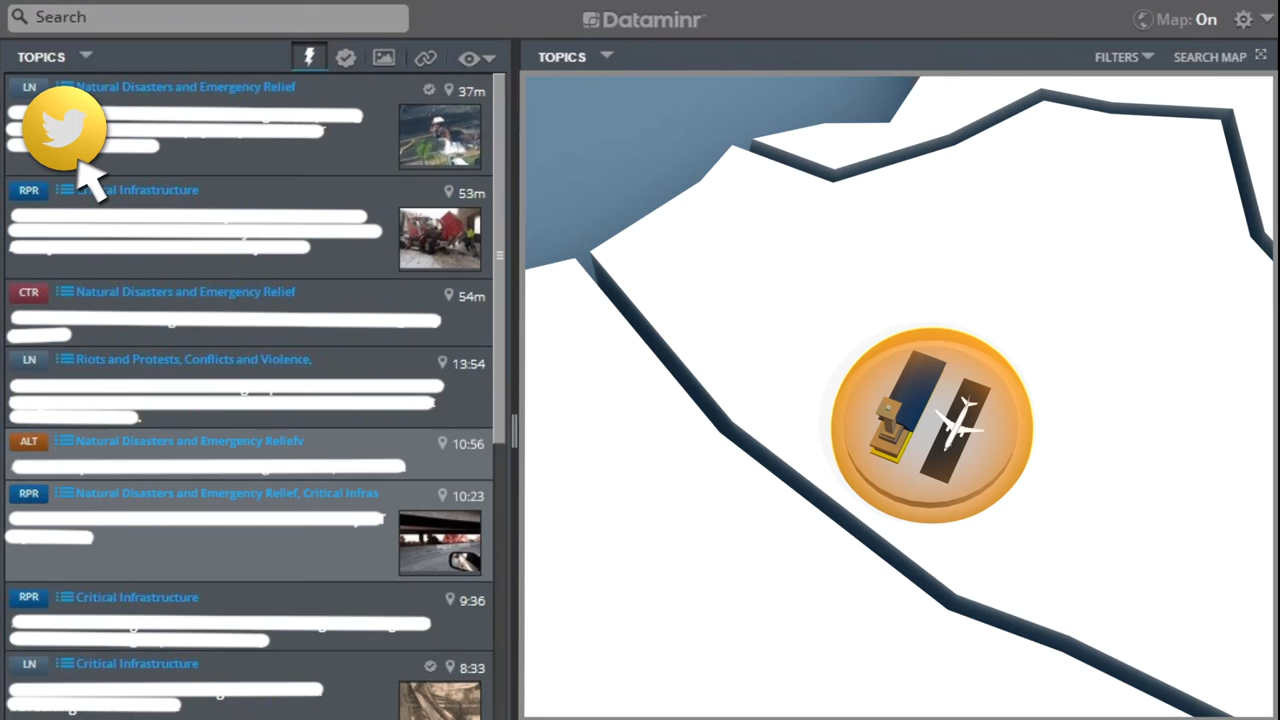 Search
Dataminr
Map: On
TOPICS
TOPICS
FILTERS
SEARCH MAP
LN
Natural Disasters and Emergency Relief
37m
RPR
Infrastructure
53m
CTR
Natural Disasters and Emergency Relief
54m
LN
Riots and Protests, Conflicts and Violence,
13:54
ALT
Natural Disasters and Emergency Reliefv
10:56
RPR
Natural Disasters and Emergency Relief, Critical Infras
10:23
RPR
Critical Infrastructure
9:36
LN
Critical Infrastructure
8:33